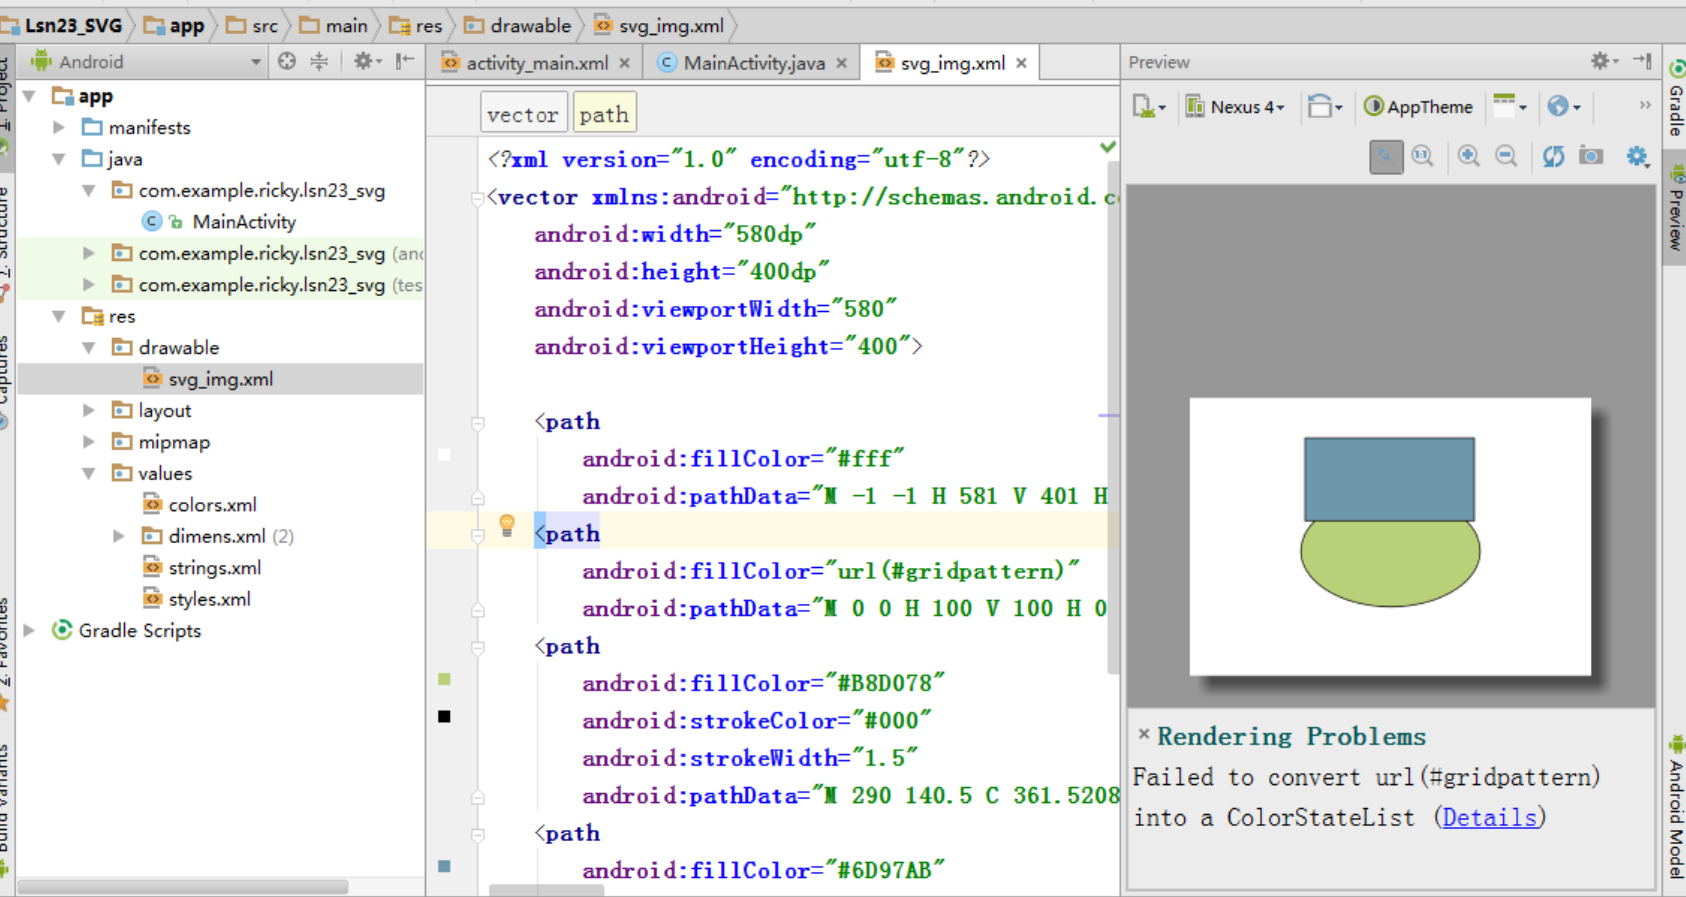 Lsn23_SVG app src main res drawable svg_img.xml
Android
activity_main.xml MainActivity.java svg_img.xml
Preview
1: Project
app
manifests
java
com.example.ricky.lsn23_svg
MainActivity
com.example.ricky.lsn23_svg (and
com.example.ricky.lsn23_svg (tes
res
drawable
svg_img.xml
layout
mipmap
values
colors.xml
dimens.xml (2)
strings.xml
styles.xml
Gradle Scripts
Z: Structure
Captures
2: Favorites
Build Variants
vector path
<?xml version="1.0" encoding="utf-8"?>
<vector xmlns:android="http://schemas.android.c
android:width="580dp"
android:height="400dp"
android:viewportWidth="580"
android:viewportHeight="400">
<path
android:fillColor="#fff"
android:pathData="M -1 -1 H 581 V 401 H
<path
android:fillColor="url(#gridpattern)"
android:pathData="M 0 0 H 100 V 100 H 0
<path
android:fillColor="#B8D078"
android:strokeColor="#000"
android:strokeWidth="1.5"
android:pathData="M 290 140.5 C 361.5208
<path
android:fillColor="#6D97AB"
Nexus 4 AppTheme
1:1
Rendering Problems
Failed to convert url(#gridpattern)
into a ColorStateList (Details)
Gradle
Preview
Android Model